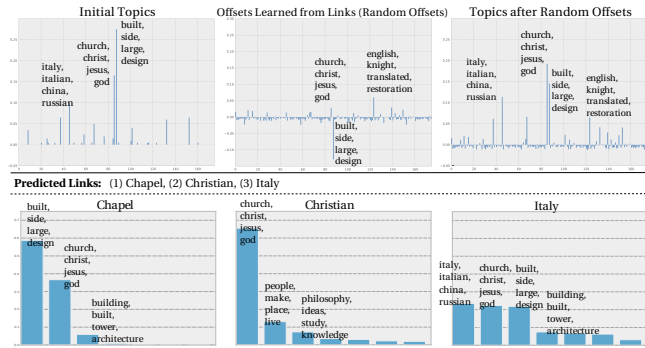 Initial Topics
italy,
italian,
china,
russian
church,
christ,
jesus,
god
built,
side,
large,
design
Offsets Learned from Links (Random Offsets)
church,
christ,
jesus,
god
built,
side,
large,
design
english,
knight,
translated,
restoration
Topics after Random Offsets
italy,
italian,
china,
russian
church,
christ,
jesus,
god
built,
side,
large,
design
english,
knight,
translated,
restoration
Predicted Links: (1) Chapel, (2) Christian, (3) Italy
Chapel
built,
side,
large,
design
church,
christ,
jesus,
god
building,
built,
tower,
architecture
Christian
church,
christ,
jesus,
god
people,
make,
place,
live
philosophy,
ideas,
study,
knowledge
Italy
italy,
italian,
china,
russian
church,
christ,
jesus,
god
built,
side,
large,
design
building,
built,
tower,
architecture